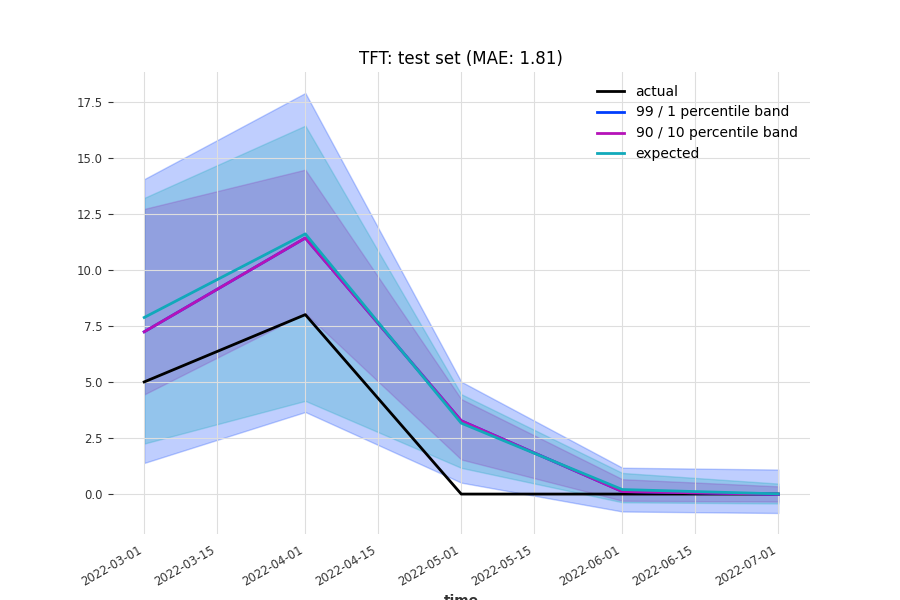 TFT: test set (MAE: 1.81)
actual
99 / 1 percentile band
90 / 10 percentile band
expected
17.5
15.0
12.5
10.0
7.5
5.0
2.5
0.0
2022-03-01
2022-03-15
2022-04-01
2022-04-15
2022-05-01
2022-05-15
2022-06-01
2022-06-15
2022-07-01
time